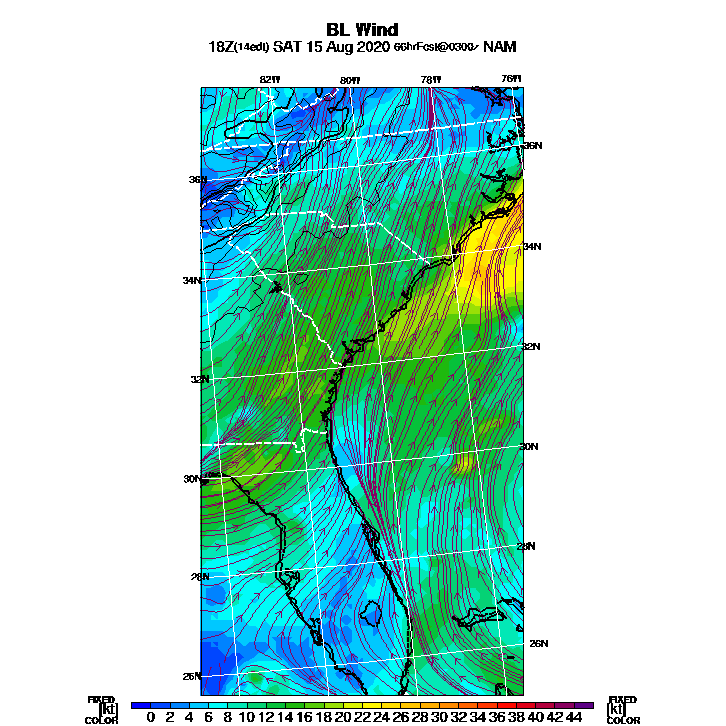 BL Wind
18Z(14edt) SAT 15 Aug 2020 66hrFcst@0300z NAM
82W 80W 78W 76W
36N 36N
34N 34N
32N 32N
30N 30N
28N 28N
26N 26N
FIXED FIXED
[kt] 0 2 4 6 8 10 12 14 16 18 20 22 24 26 28 30 32 34 36 38 40 42 44 [kt]
COLOR COLOR